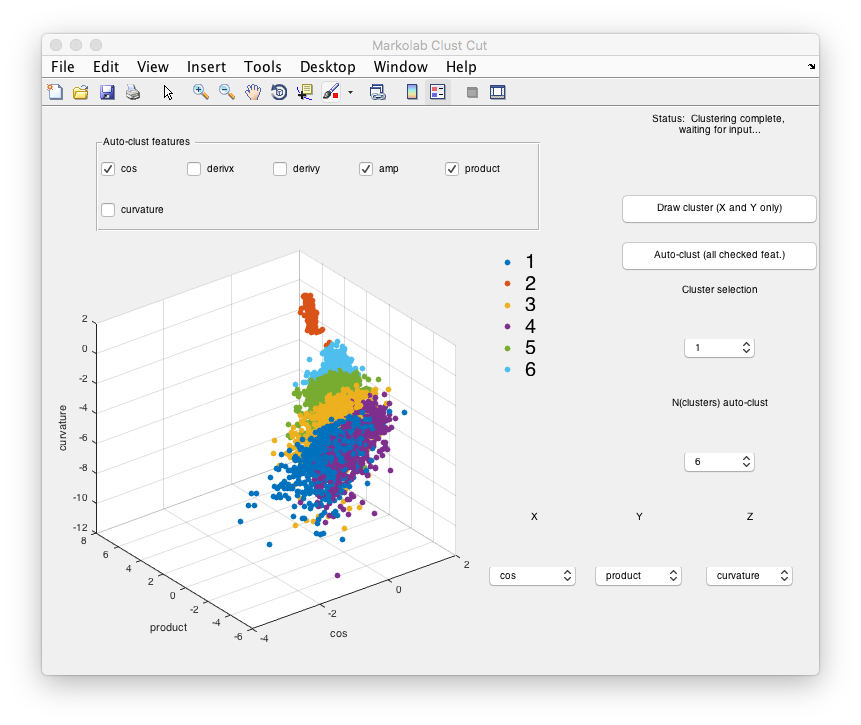 Markolab Clust Cut
File Edit View Insert Tools Desktop Window Help
Status: Clustering complete,
waiting for input...
Auto-clust features
cos derivx derivy amp product
curvature
Draw cluster (X and Y only)
Auto-clust (all checked feat.)
Cluster selection
1
N(clusters) auto-clust
6
X Y Z
cos product curvature
1
2
3
4
5
6
2
0
-2
-4
-6
-8
-10
-12
curvature
8
6
4
2
0
-2
-4
-6
product
-4
-2
0
2
cos